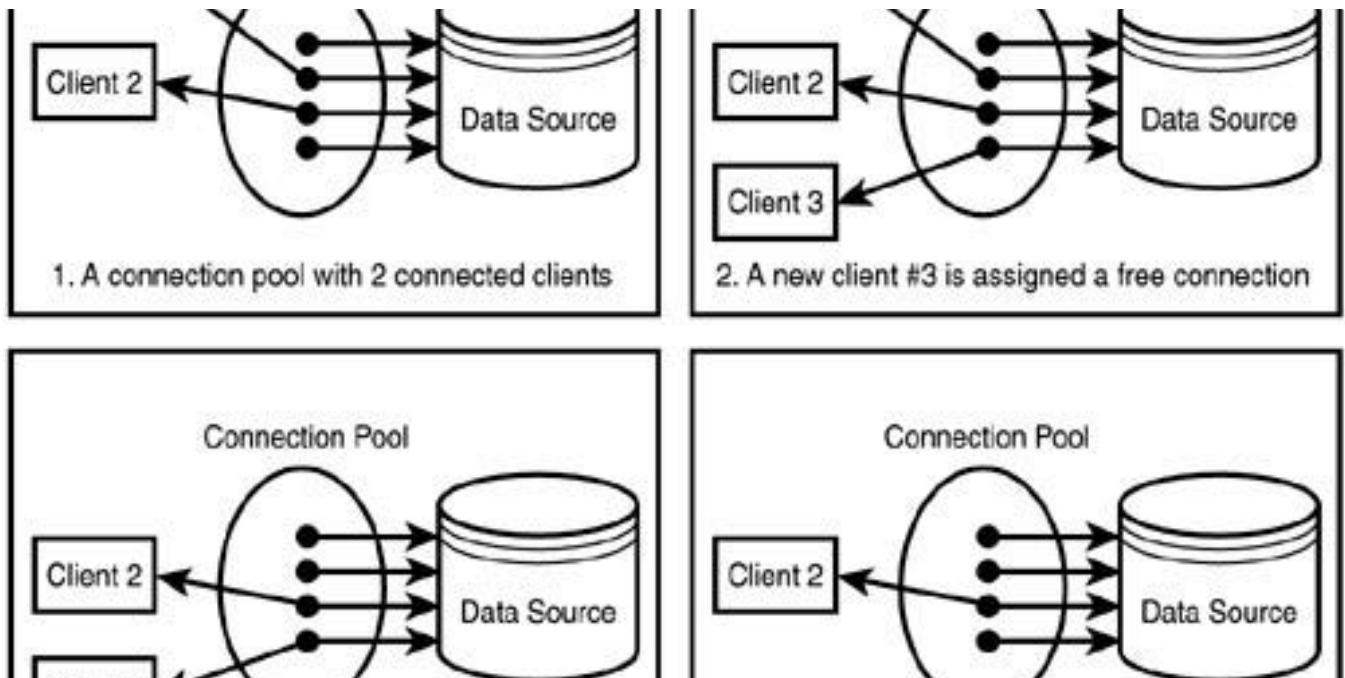 Client 2
Data Source
1. A connection pool with 2 connected clients
Client 2
Data Source
Client 3
2. A new client #3 is assigned a free connection
Connection Pool
Client 2
Data Source
Connection Pool
Client 2
Data Source